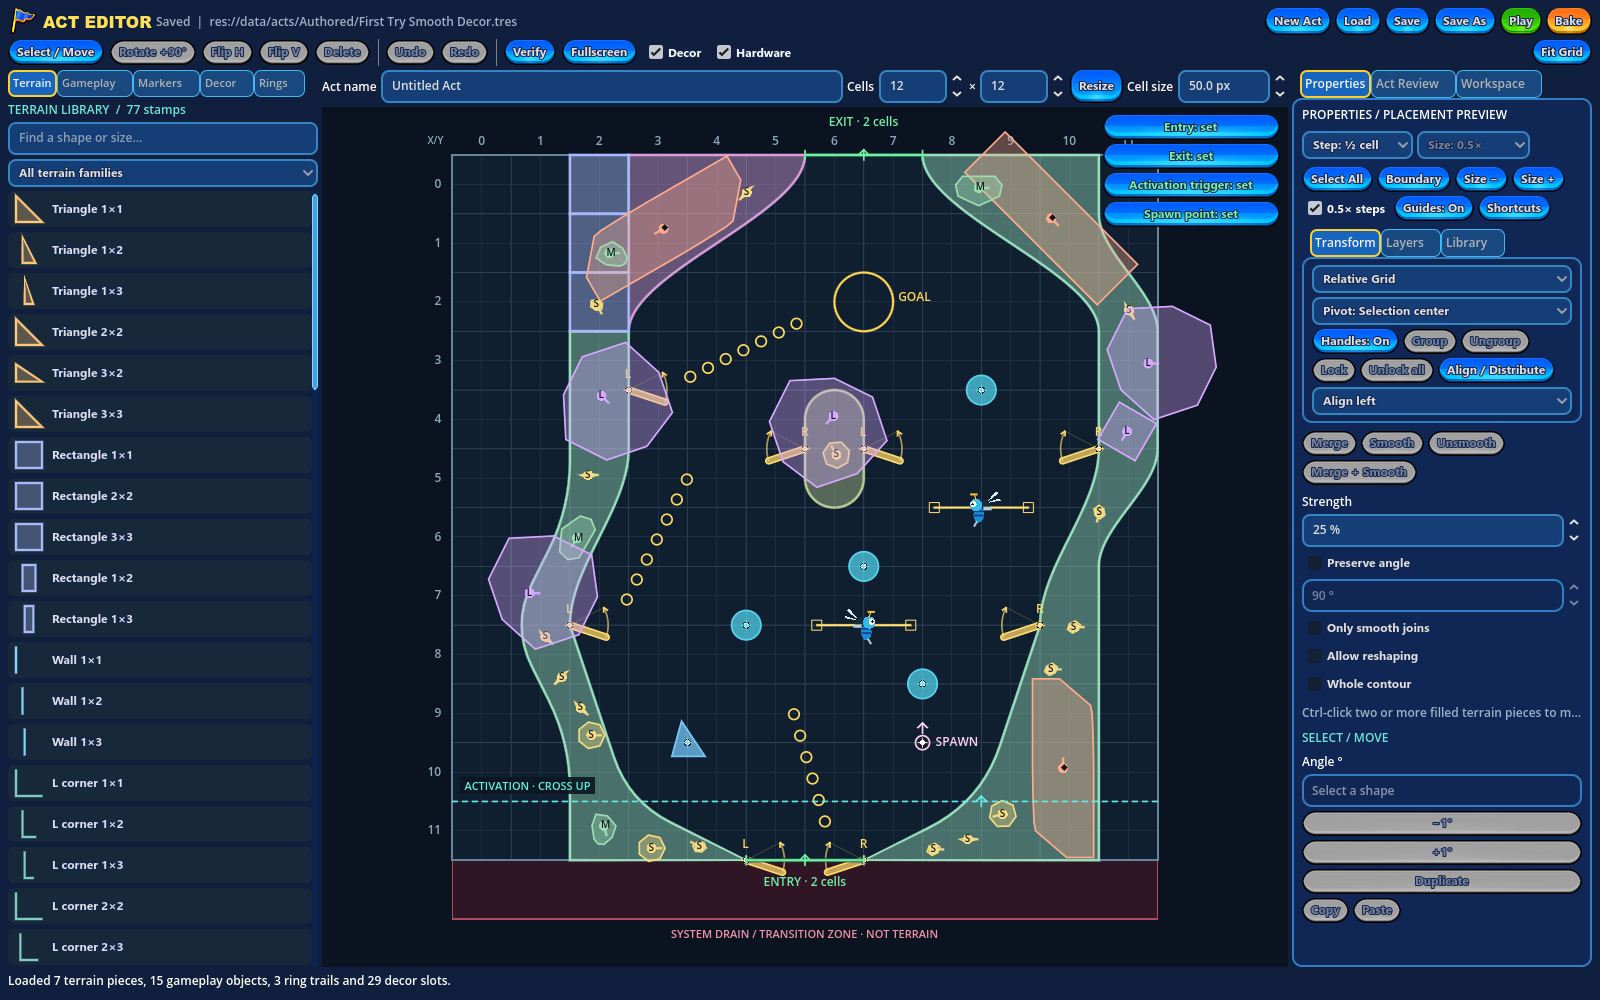 ACT EDITOR Saved | res://data/acts/Authored/First Try Smooth Decor.tres
New Act Load Save Save As Play Bake
Select / Move Rotate +90° Flip H Flip V Delete Undo Redo Verify Fullscreen Decor Hardware Fit Grid
Terrain Gameplay Markers Decor Rings
Act name Untitled Act Cells 12 × 12 Resize Cell size 50.0 px
Properties Act Review Workspace
TERRAIN LIBRARY / 77 stamps
Find a shape or size...
All terrain families
Triangle 1×1
Triangle 1×2
Triangle 1×3
Triangle 2×2
Triangle 3×2
Triangle 3×3
Rectangle 1×1
Rectangle 2×2
Rectangle 3×3
Rectangle 1×2
Rectangle 1×3
Wall 1×1
Wall 1×2
Wall 1×3
L corner 1×1
L corner 1×2
L corner 1×3
L corner 2×2
L corner 2×3
EXIT · 2 cells
X/Y 0 1 2 3 4 5 6 7 8 9 10
Entry: set
Exit: set
Activation trigger: set
Spawn point: set
0
S
M
1
M
2
S
S
GOAL
3
L
L
L
4
L
L
R
L
R
S
5
S
S
6
M
7
L
L
R
S
S
8
S
S
9
S
S
SPAWN
10
ACTIVATION · CROSS UP
11
M
S
S
S
S
S
L
R
ENTRY · 2 cells
SYSTEM DRAIN / TRANSITION ZONE · NOT TERRAIN
PROPERTIES / PLACEMENT PREVIEW
Step: ½ cell Size: 0.5×
Select All Boundary Size − Size +
0.5× steps Guides: On Shortcuts
Transform Layers Library
Relative Grid
Pivot: Selection center
Handles: On Group Ungroup
Lock Unlock all Align / Distribute
Align left
Merge Smooth Unsmooth
Merge + Smooth
Strength
25 %
Preserve angle
90 °
Only smooth joins
Allow reshaping
Whole contour
Ctrl-click two or more filled terrain pieces to m...
SELECT / MOVE
Angle °
Select a shape
−1°
+1°
Duplicate
Copy Paste
Loaded 7 terrain pieces, 15 gameplay objects, 3 ring trails and 29 decor slots.